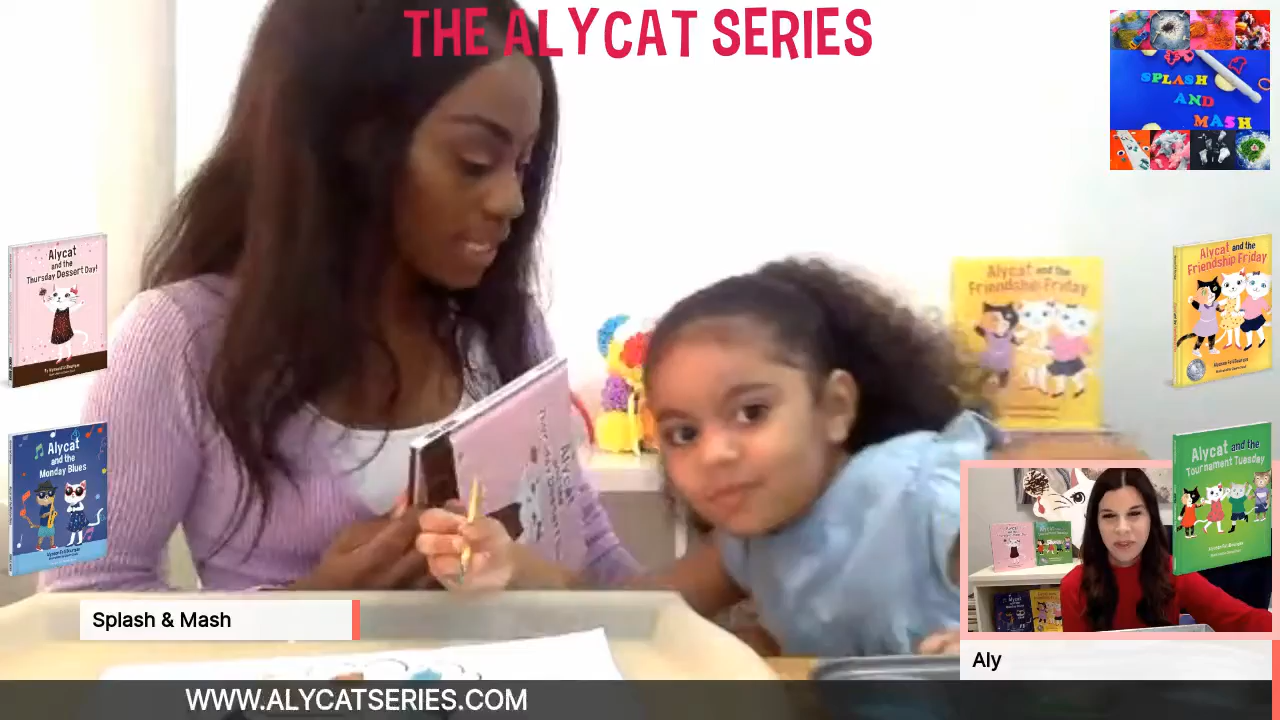 THE ALYCAT SERIES
SPLASH
AND
MASH
Alycat
and the
Thursday Dessert Day!
Alycat and the
Friendship Friday
Alycat and the
Friendship Friday
Alycat
and the
Monday Blues
Alycat and the
Tournament Tuesday
Alycat
Splash & Mash
Aly
WWW.ALYCATSERIES.COM